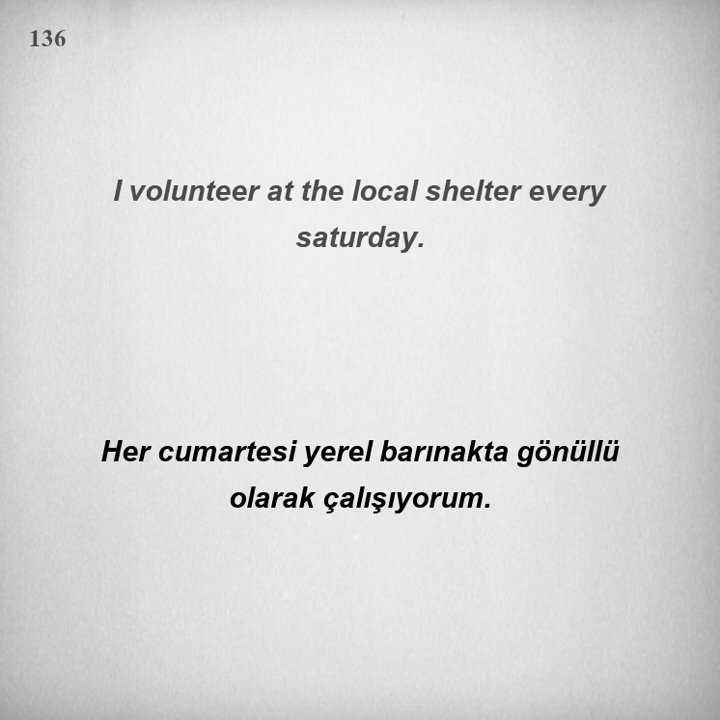 136
I volunteer at the local shelter every
saturday.
Her cumartesi yerel barınakta gönüllü
olarak çalışıyorum.